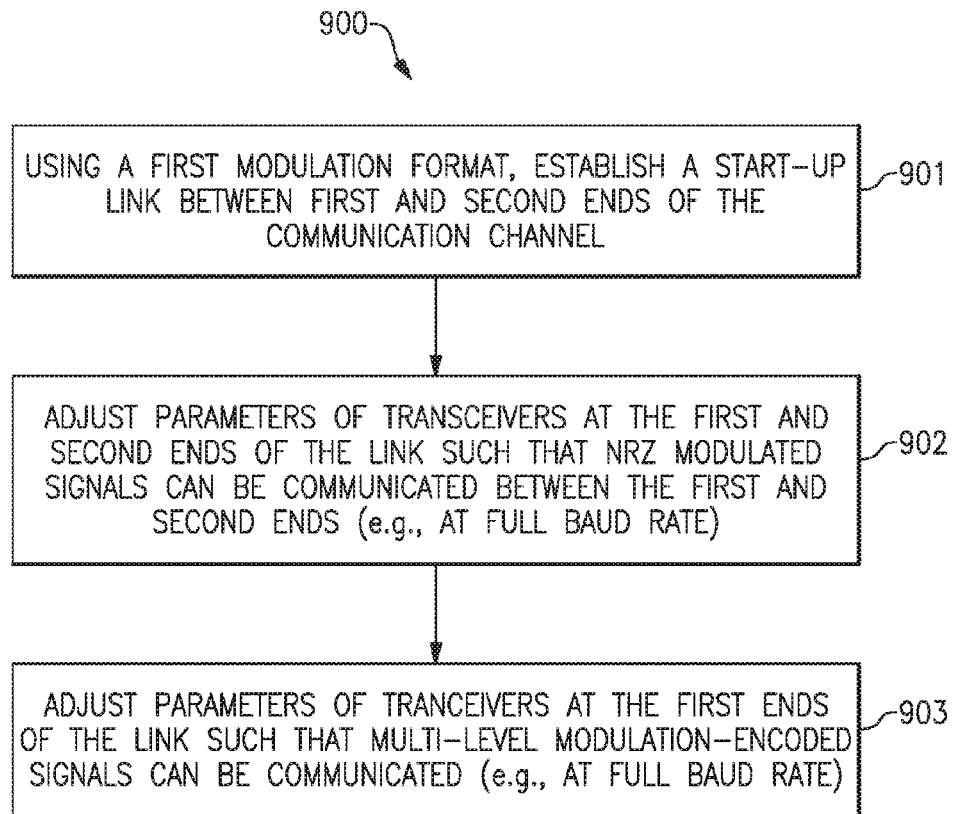 900
USING A FIRST MODULATION FORMAT, ESTABLISH A START-UP
LINK BETWEEN FIRST AND SECOND ENDS OF THE
COMMUNICATION CHANNEL
901
ADJUST PARAMETERS OF TRANSCEIVERS AT THE FIRST AND
SECOND ENDS OF THE LINK SUCH THAT NRZ MODULATED
SIGNALS CAN BE COMMUNICATED BETWEEN THE FIRST AND
SECOND ENDS (e.g., AT FULL BAUD RATE)
902
ADJUST PARAMETERS OF TRANCEIVERS AT THE FIRST ENDS
OF THE LINK SUCH THAT MULTI-LEVEL MODULATION-ENCODED
SIGNALS CAN BE COMMUNICATED (e.g., AT FULL BAUD RATE)
903